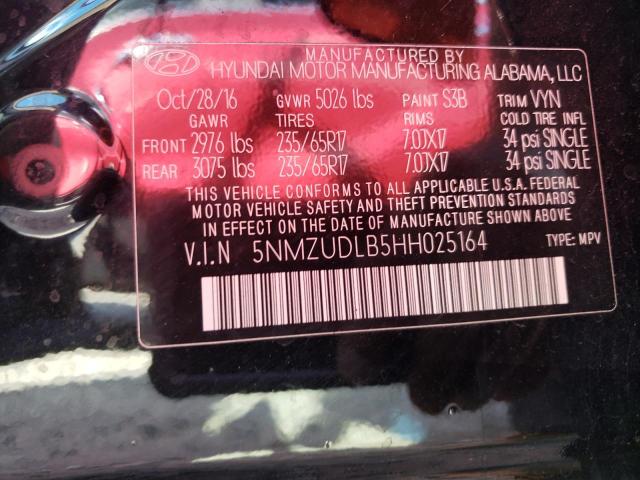 MANUFACTURED BY
HYUNDAI MOTOR MANUFACTURING ALABAMA, LLC
Oct/28/16 GVWR 5026 lbs PAINT S3B TRIM VYN
GAWR TIRES RIMS COLD TIRE INFL
FRONT 2976 lbs 235/65R17 7.0JX17 34 psi SINGLE
REAR 3075 lbs 235/65R17 7.0JX17 34 psi SINGLE
THIS VEHICLE CONFORMS TO ALL APPLICABLE U.S.A. FEDERAL
MOTOR VEHICLE SAFETY AND THEFT PREVENTION STANDARDS
IN EFFECT ON THE DATE OF MANUFACTURE SHOWN ABOVE.
V.I.N 5NMZUDLB5HH025164 TYPE: MPV